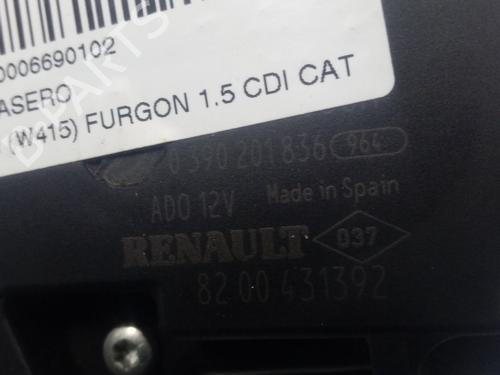 0006690102
ASERO
(W415) FURGON 1.5 CDI CAT
0 390 201 836 964
ADO 12V Made in Spain
RENAULT 037
82 00 431392